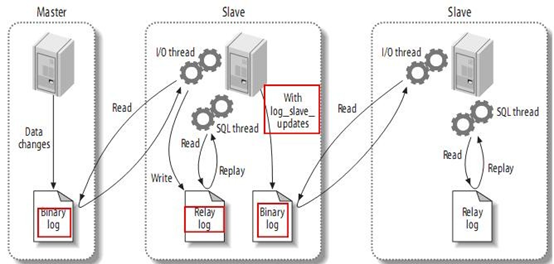 Master
Data
changes
Binary
log
Read
Slave
I/O thread
SQL thread
Read
Replay
Write
Relay
log
With
log_slave_
updates
Binary
log
Read
Slave
I/O thread
SQL thread
Read
Replay
Relay
log